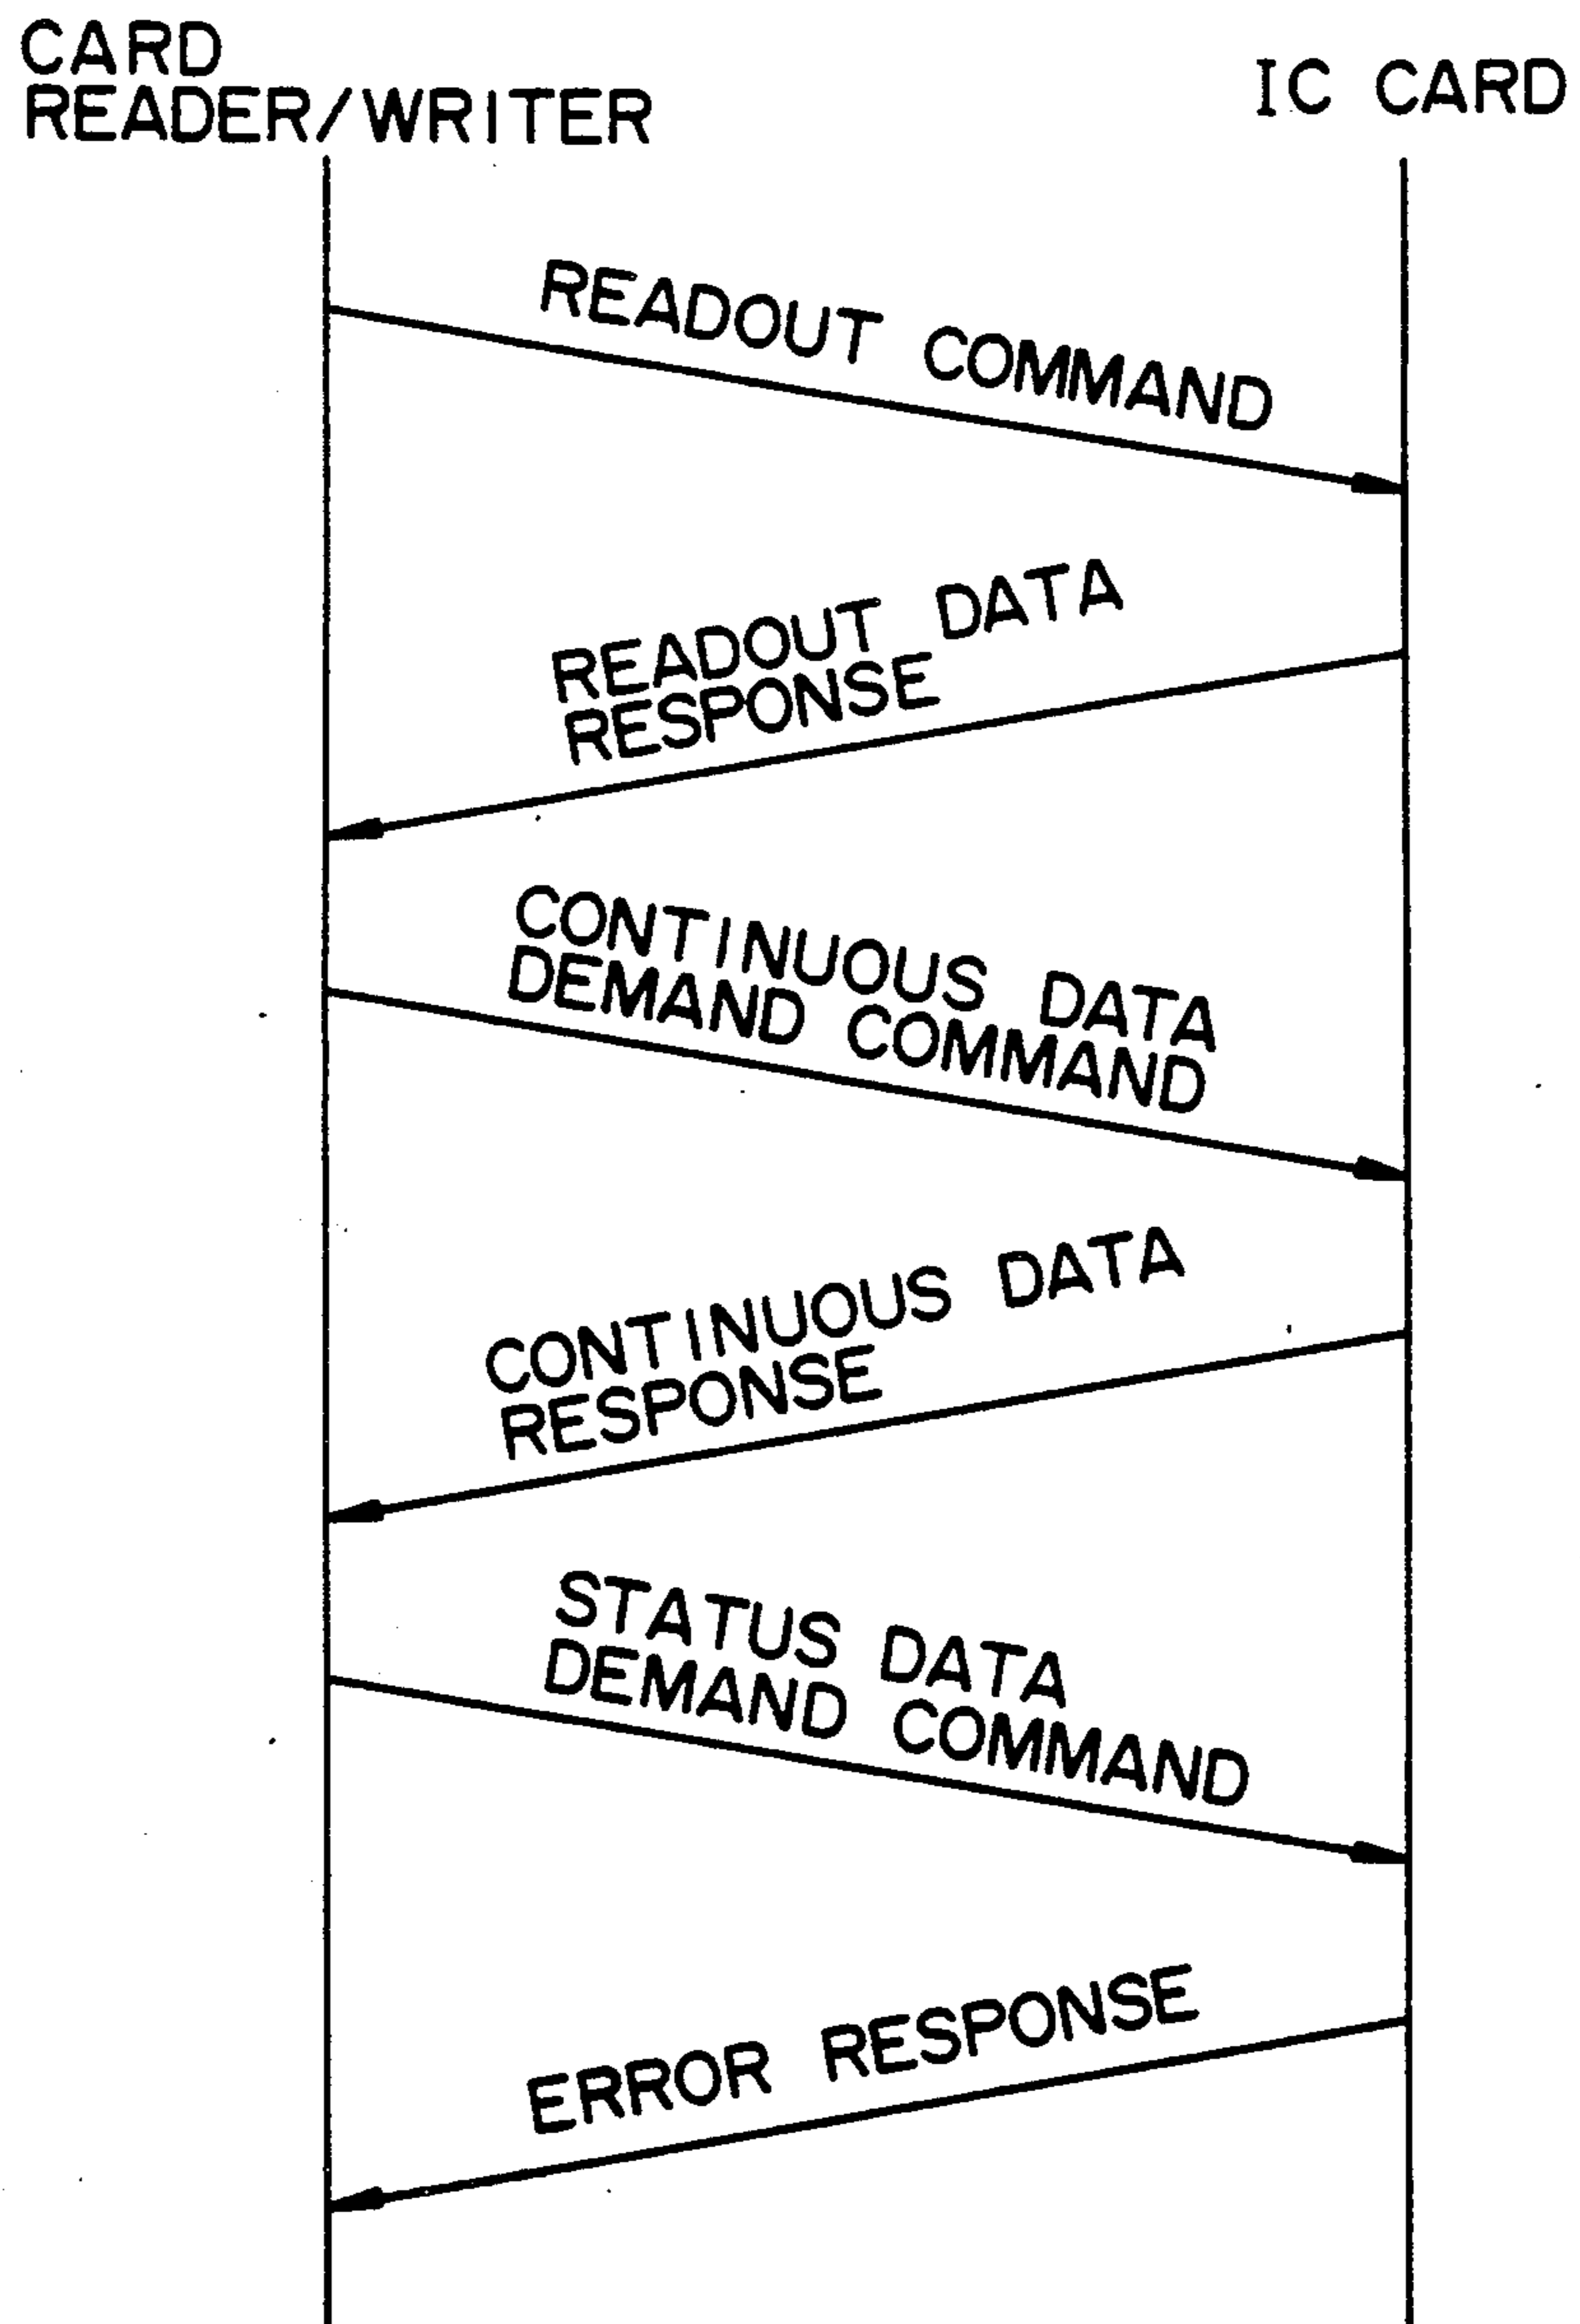 CARD
READER/WRITER
IC CARD
READOUT COMMAND
READOUT DATA
RESPONSE
CONTINUOUS DATA
DEMAND COMMAND
CONTINUOUS DATA
RESPONSE
STATUS DATA
DEMAND COMMAND
ERROR RESPONSE